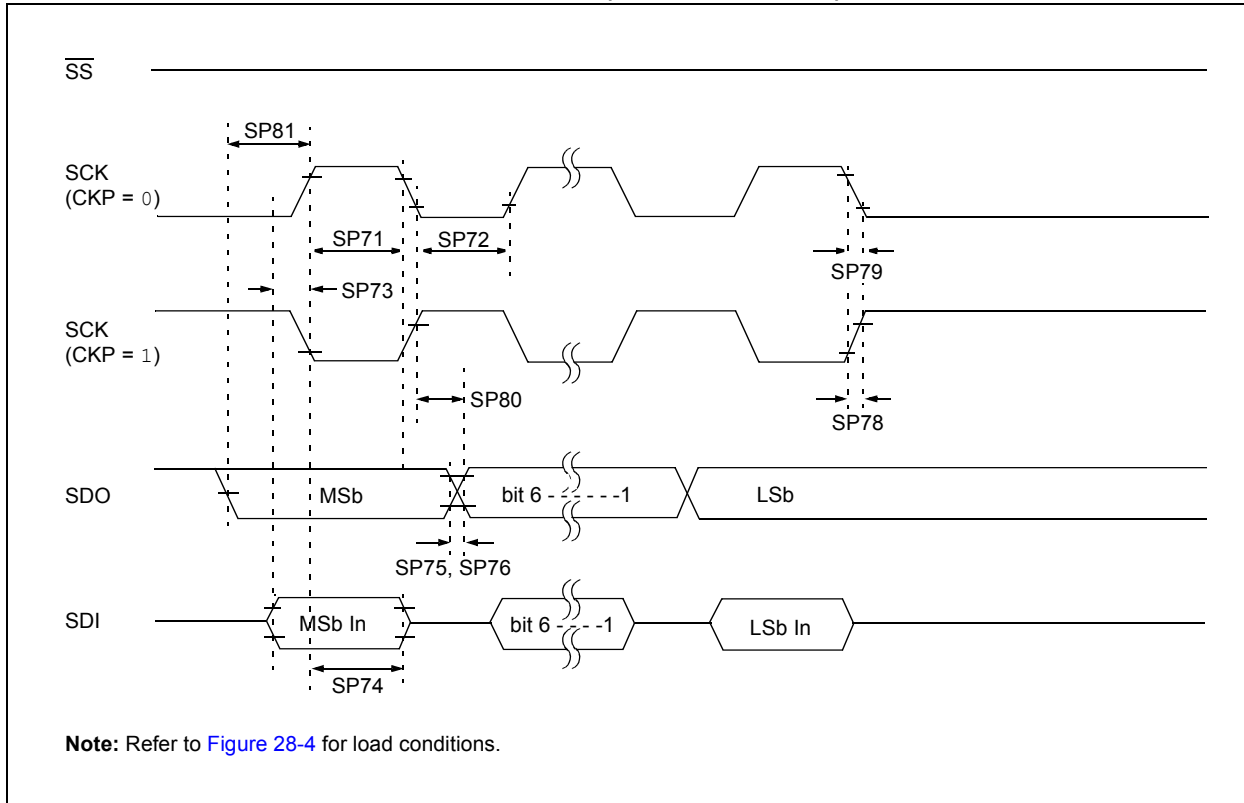 SS
SP81
SCK
(CKP = 0)
SP71
SP72
SP79
SP73
SCK
(CKP = 1)
SP80
SP78
SDO
MSb
bit 6 - - - - - -1
LSb
SP75, SP76
SDI
MSb In
bit 6 - - - -1
LSb In
SP74
Note: Refer to Figure 28-4 for load conditions.